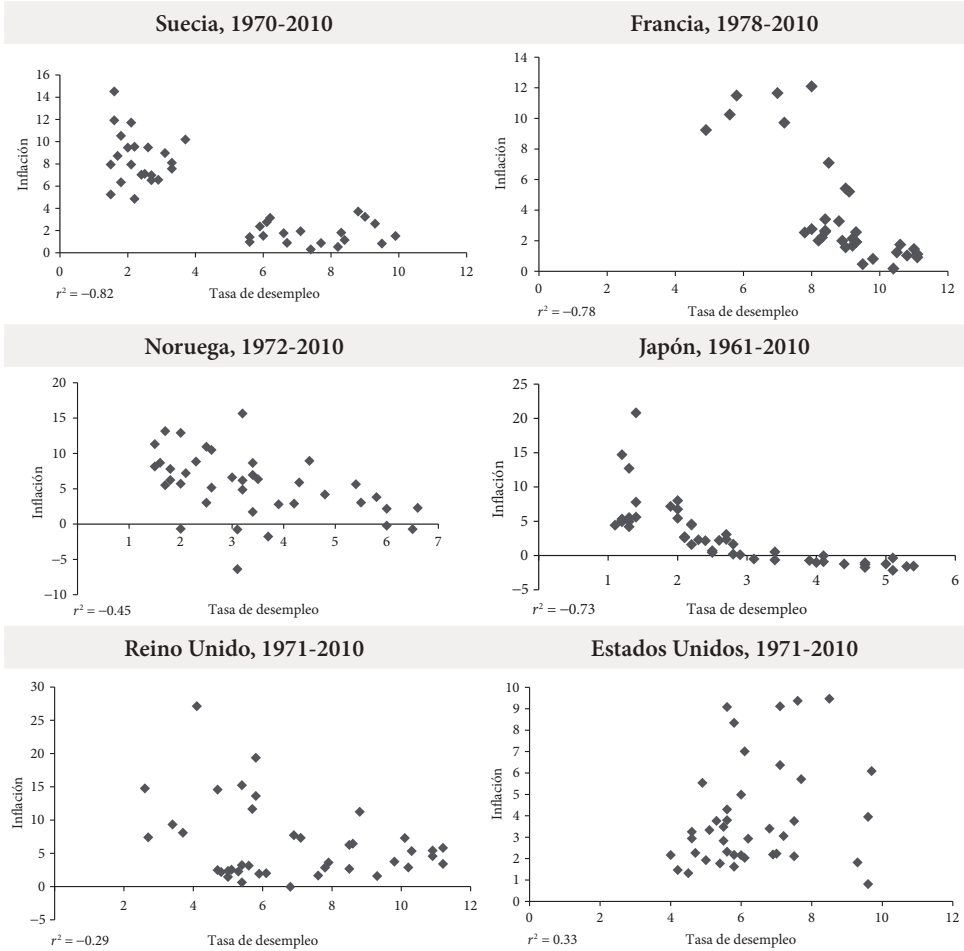 Suecia, 1970-2010
16
14
12
10
8
6
4
2
0
Inflación
0 2 4 6 8 10 12
r² = −0.82 Tasa de desempleo
Francia, 1978-2010
14
12
10
8
6
4
2
0
Inflación
0 2 4 6 8 10 12
r² = −0.78 Tasa de desempleo
Noruega, 1972-2010
20
15
10
5
0
−5
−10
Inflación
1 2 3 4 5 6 7
r² = −0.45 Tasa de desempleo
Japón, 1961-2010
25
20
15
10
5
0
−5
Inflación
1 2 3 4 5 6
r² = −0.73 Tasa de desempleo
Reino Unido, 1971-2010
30
25
20
15
10
5
0
−5
Inflación
2 4 6 8 10 12
r² = −0.29 Tasa de desempleo
Estados Unidos, 1971-2010
10
9
8
7
6
5
4
3
2
1
0
Inflación
0 2 4 6 8 10 12
r² = 0.33 Tasa de desempleo